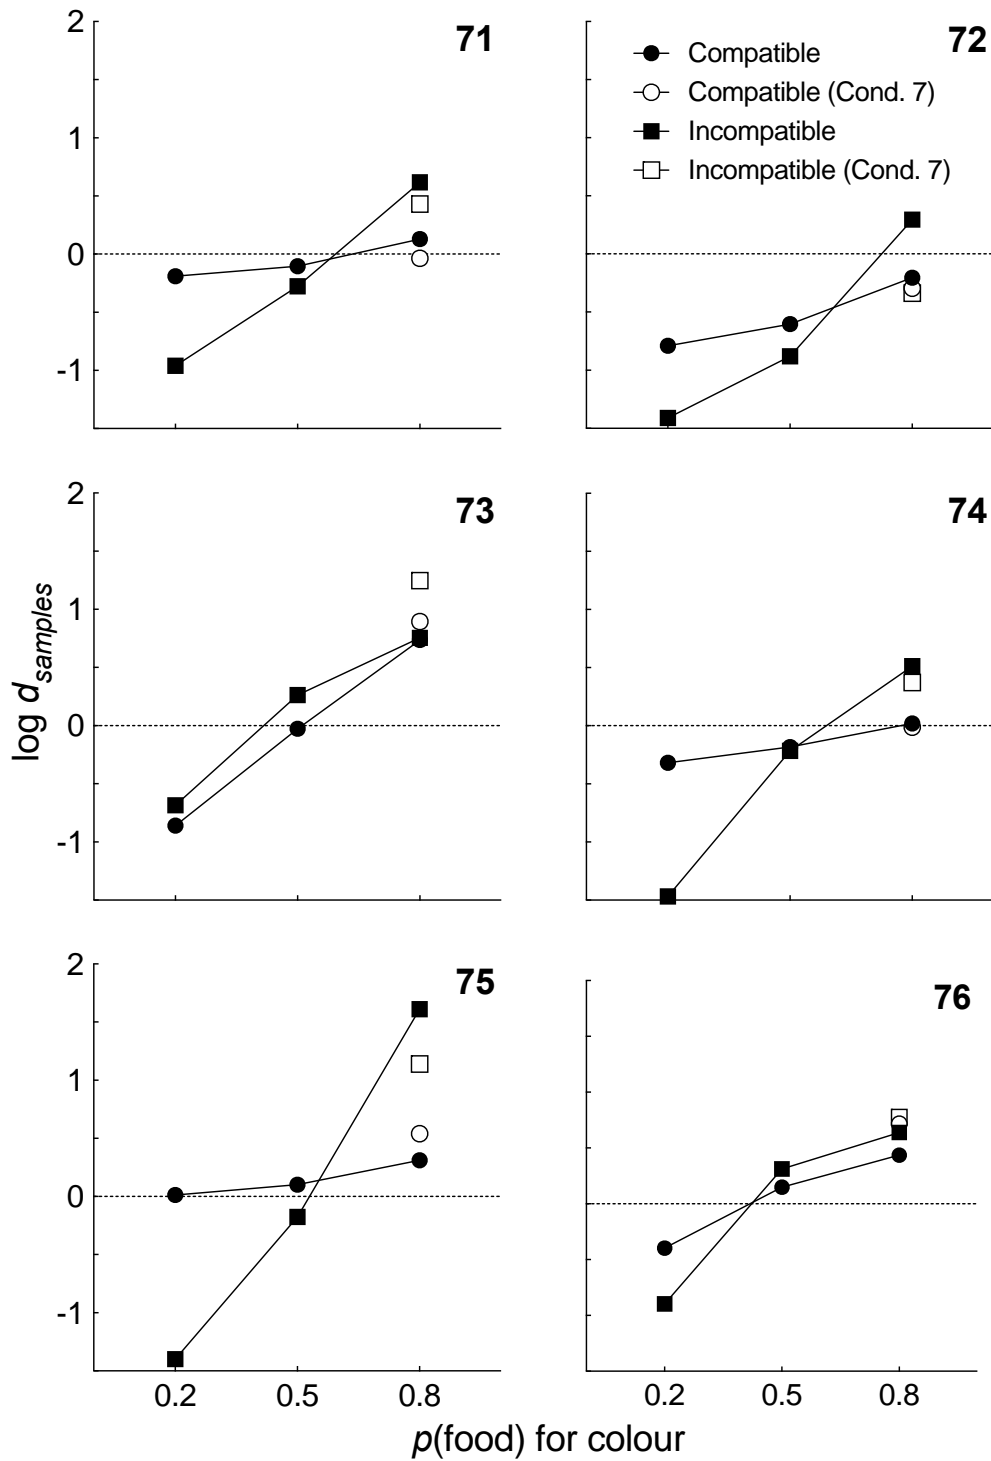 2
71
72
Compatible
Compatible (Cond. 7)
Incompatible
Incompatible (Cond. 7)
1
0
-1
2
73
74
1
0
-1
log d samples
2
75
76
1
0
-1
0.2 0.5 0.8
0.2 0.5 0.8
p(food) for colour